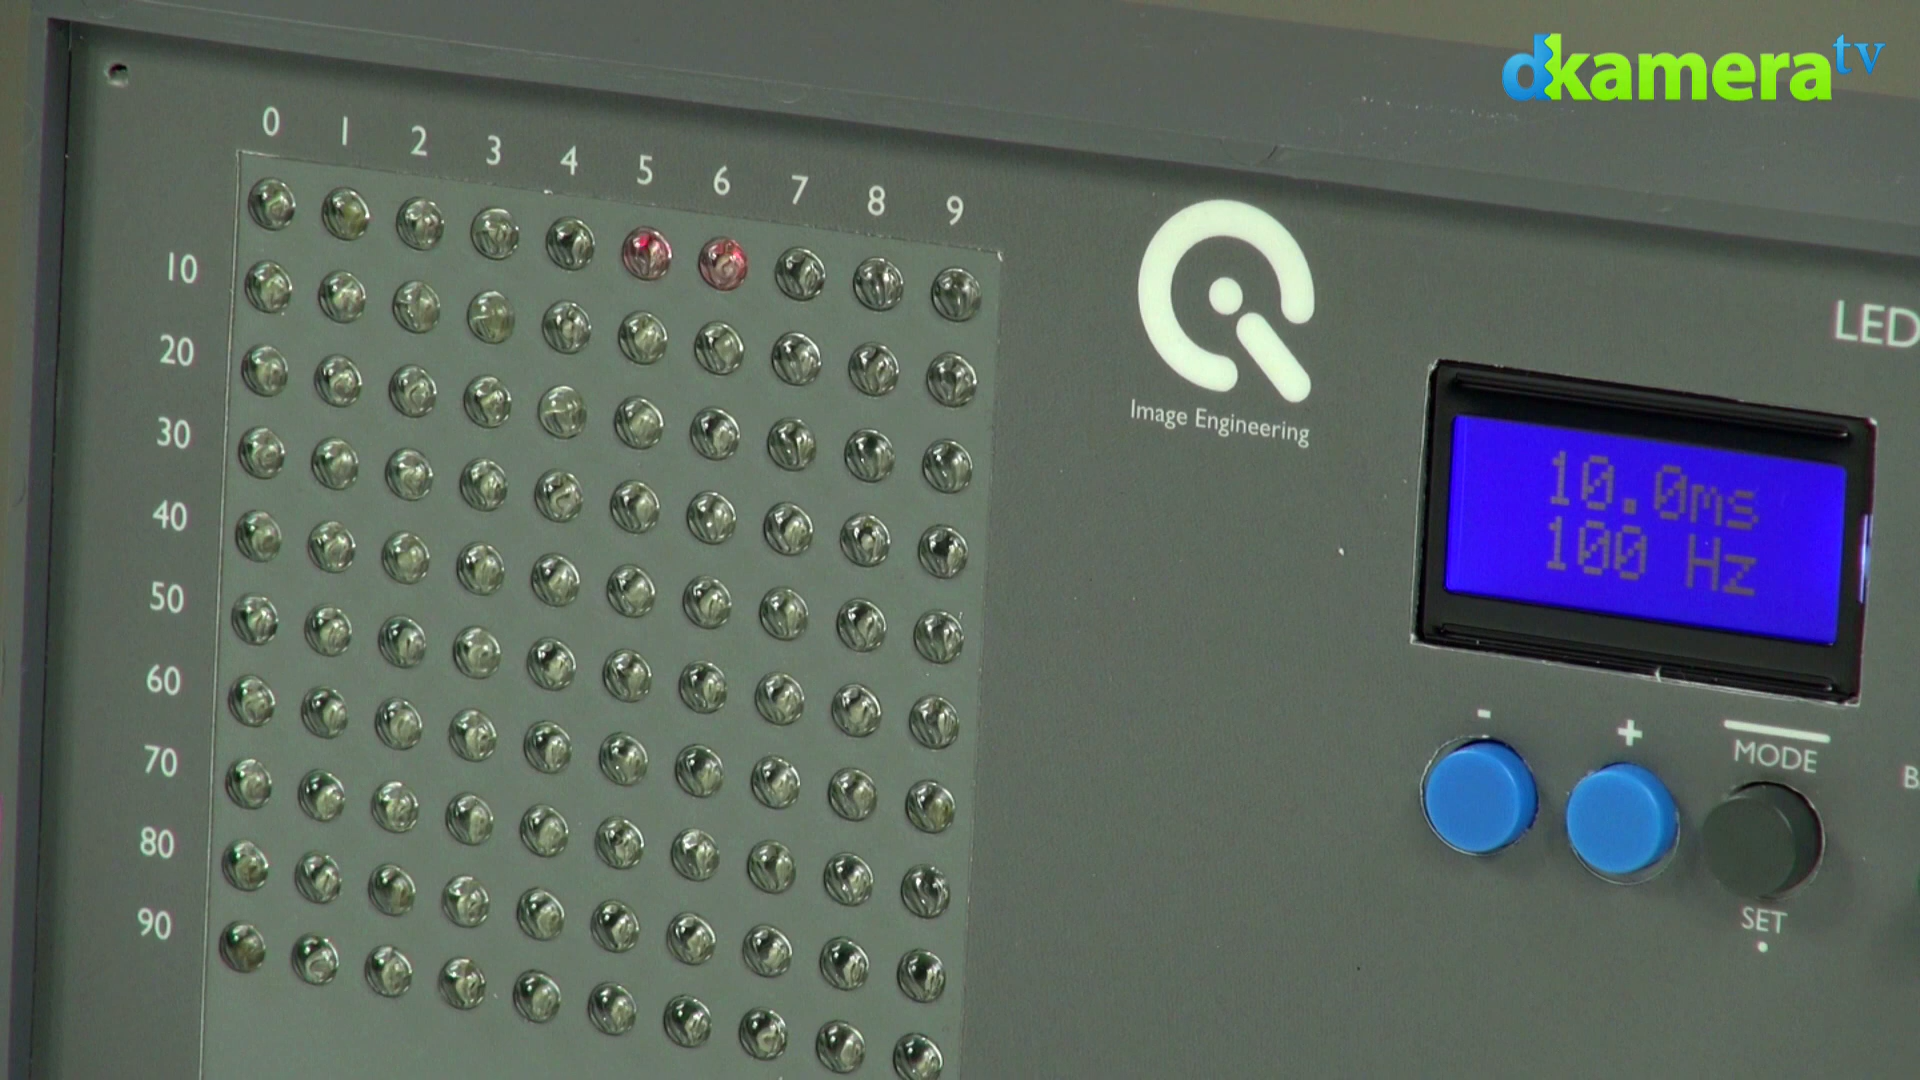 dkamera tv
0 1 2 3 4 5 6 7 8 9
10
20
30
40
50
60
70
80
90
Image Engineering
LED
10.0ms
100 Hz
- + MODE
SET
B